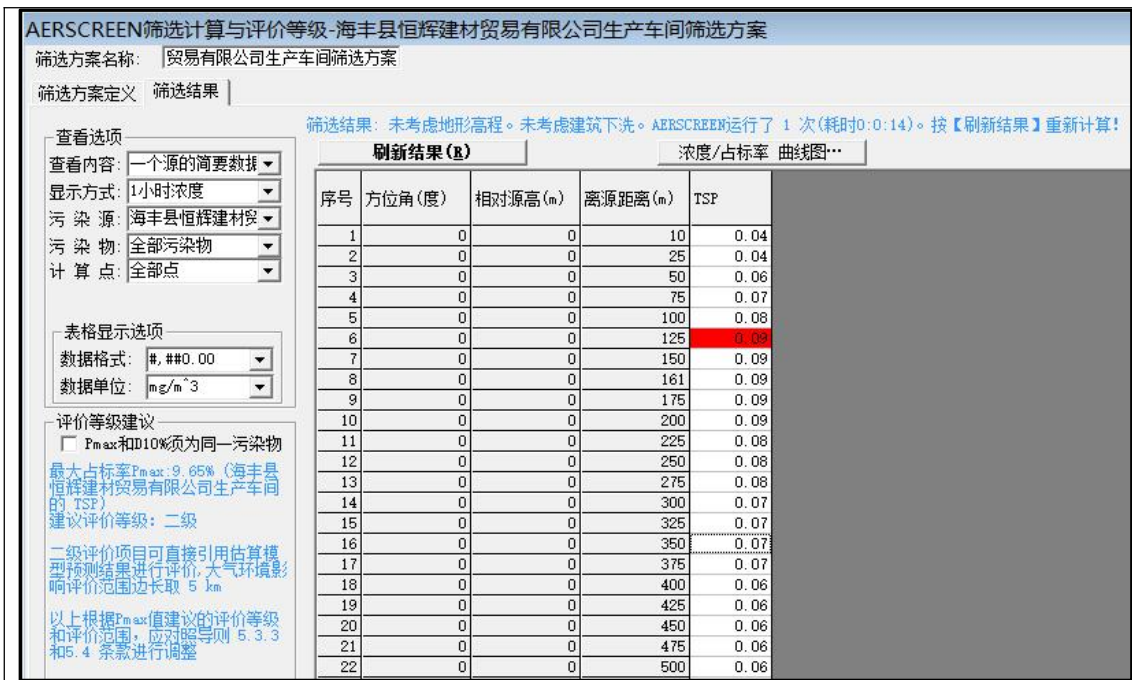 AERSCREEN筛选计算与评价等级-海丰县恒辉建材贸易有限公司生产车间筛选方案
筛选方案名称: 贸易有限公司生产车间筛选方案
筛选方案定义 筛选结果
筛选结果: 未考虑地形高程。未考虑建筑下洗。AERSCREEN运行了 1 次(耗时0:0:14)。按【刷新结果】重新计算!
查看选项
查看内容: 一个源的简要数据
显示方式: 1小时浓度
污 染 源: 海丰县恒辉建材贸
污 染 物: 全部污染物
计 算 点: 全部点
表格显示选项
数据格式: #,##0.00
数据单位: mg/m^3
评价等级建议
Pmax和D10%须为同一污染物
最大占标率Pmax:9.65% (海丰县
恒辉建材贸易有限公司生产车间
的 TSP)
建议评价等级: 二级
二级评价项目可直接引用估算模
型预测结果进行评价,大气环境影
响评价范围边长取 5 km
以上根据Pmax值建议的评价等级
和评价范围,应对照导则 5.3.3
和5.4 条款进行调整
刷新结果(R) 浓度/占标率 曲线图…
序号 方位角(度) 相对源高(m) 离源距离(m) TSP
1 0 0 10 0.04
2 0 0 25 0.04
3 0 0 50 0.06
4 0 0 75 0.07
5 0 0 100 0.08
6 0 0 125 0.09
7 0 0 150 0.09
8 0 0 161 0.09
9 0 0 175 0.09
10 0 0 200 0.09
11 0 0 225 0.08
12 0 0 250 0.08
13 0 0 275 0.08
14 0 0 300 0.07
15 0 0 325 0.07
16 0 0 350 0.07
17 0 0 375 0.07
18 0 0 400 0.06
19 0 0 425 0.06
20 0 0 450 0.06
21 0 0 475 0.06
22 0 0 500 0.06